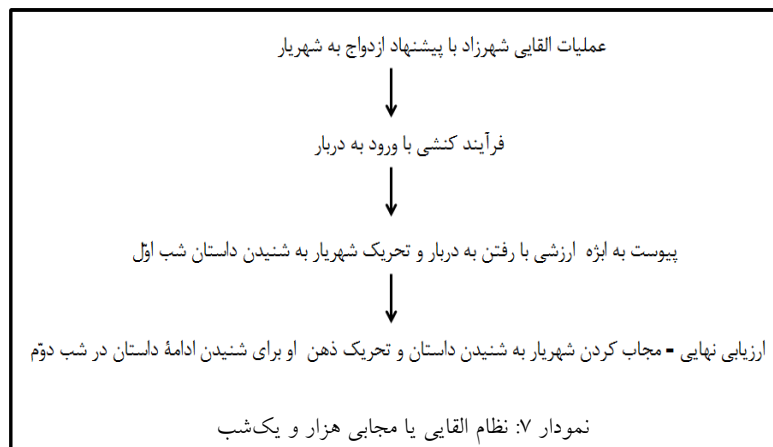 عملیات القایی شهرزاد با پیشنهاد ازدواج به شهریار
فرآیند کنشی با ورود به دربار
پیوست به ابژه ارزشی با رفتن به دربار و تحریک شهریار به شنیدن داستان شب اوّل
ارزیابی نهایی - مجاب کردن شهریار به شنیدن داستان و تحریک ذهن او برای شنیدن ادامهٔ داستان در شب دوّم
نمودار ۷: نظام القایی یا مجابی هزار و یک‌شب